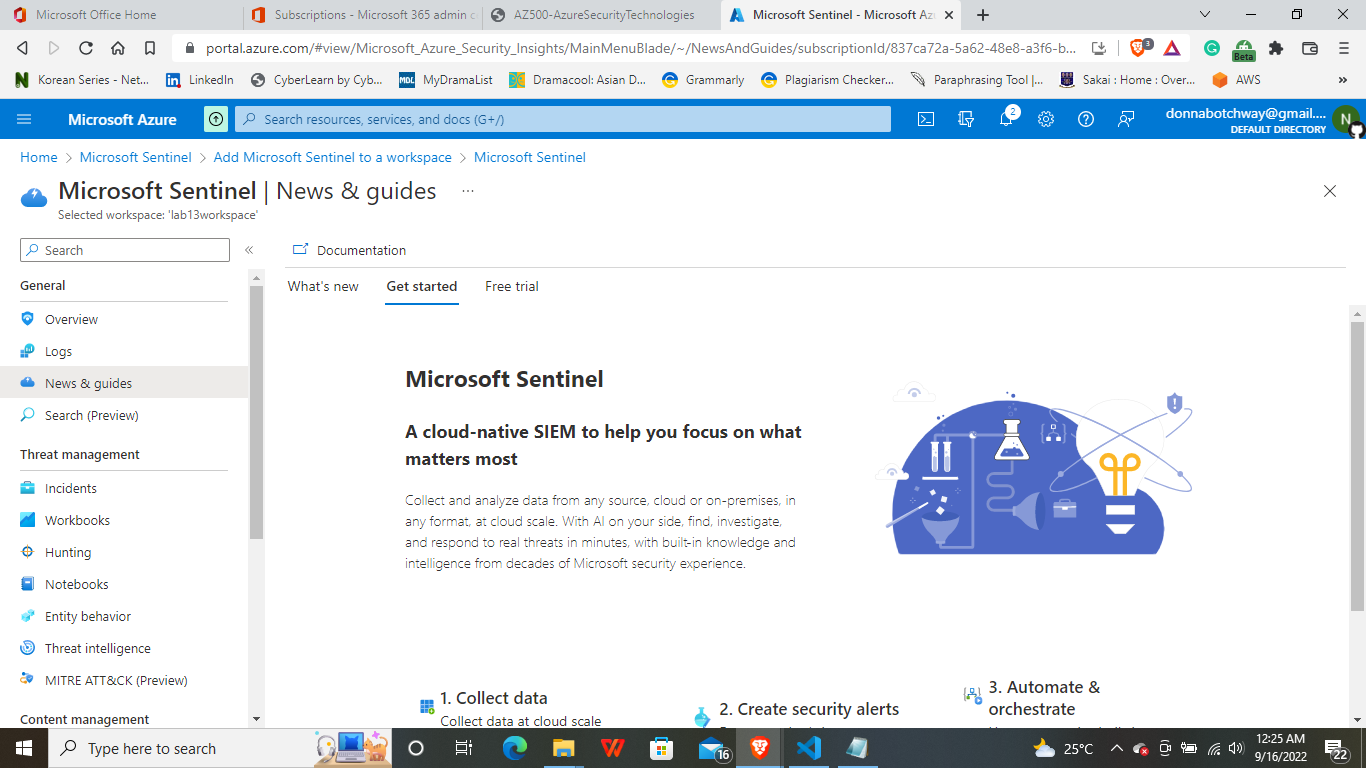 Microsoft Office Home
Subscriptions - Microsoft 365 admin c
AZ500-AzureSecurityTechnologies
Microsoft Sentinel - Microsoft Az
portal.azure.com/#view/Microsoft_Azure_Security_Insights/MainMenuBlade/~/NewsAndGuides/subscriptionId/837ca72a-5a62-48e8-a3f6-b...
3
Beta
Korean Series - Net...
LinkedIn
CyberLearn by Cyb...
MDL
MyDramaList
Dramacool: Asian D...
Grammarly
Plagiarism Checker...
Paraphrasing Tool |...
Sakai : Home : Over...
AWS
»
Microsoft Azure
Search resources, services, and docs (G+/)
2
donnabotchway@gmail....
DEFAULT DIRECTORY
N
Home > Microsoft Sentinel > Add Microsoft Sentinel to a workspace > Microsoft Sentinel
Microsoft Sentinel | News & guides ...
Selected workspace: 'lab13workspace'
Search
«
Documentation
General
What's new
Get started
Free trial
Overview
Logs
News & guides
Search (Preview)
Threat management
Incidents
Workbooks
Hunting
Notebooks
Entity behavior
Threat intelligence
MITRE ATT&CK (Preview)
Content management
Microsoft Sentinel
A cloud-native SIEM to help you focus on what
matters most
Collect and analyze data from any source, cloud or on-premises, in
any format, at cloud scale. With AI on your side, find, investigate,
and respond to real threats in minutes, with built-in knowledge and
intelligence from decades of Microsoft security experience.
1. Collect data
Collect data at cloud scale
2. Create security alerts
3. Automate &
orchestrate
Type here to search
16
25°C
12:25 AM
9/16/2022
22